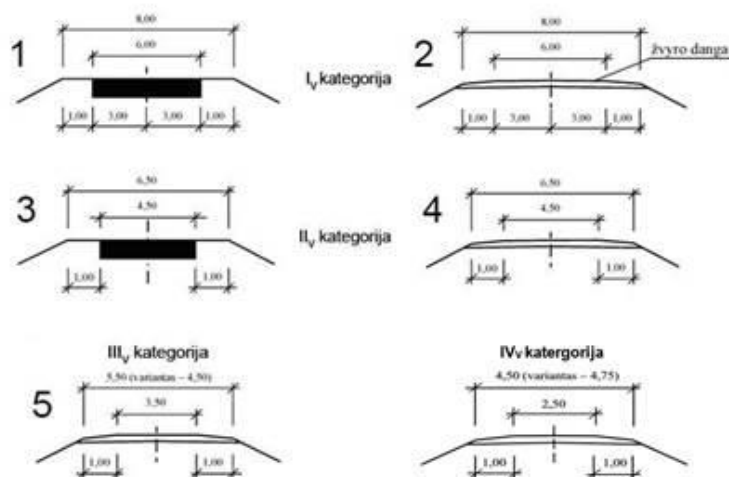 8,00
8,00
1
6,00
2
6,00
žvyro danga
Iv kategorija
1,00 3,00 3,00 1,00
1,00 3,00 3,00 1,00
6,50
6,50
3
4,50
4
4,50
IIv kategorija
1,00 1,00
1,00 1,00
IIIv kategorija
IVv katergorija
5,50 (variantas – 4,50)
4,50 (variantas – 4,75)
5
3,50
2,50
1,00 1,00
1,00 1,00